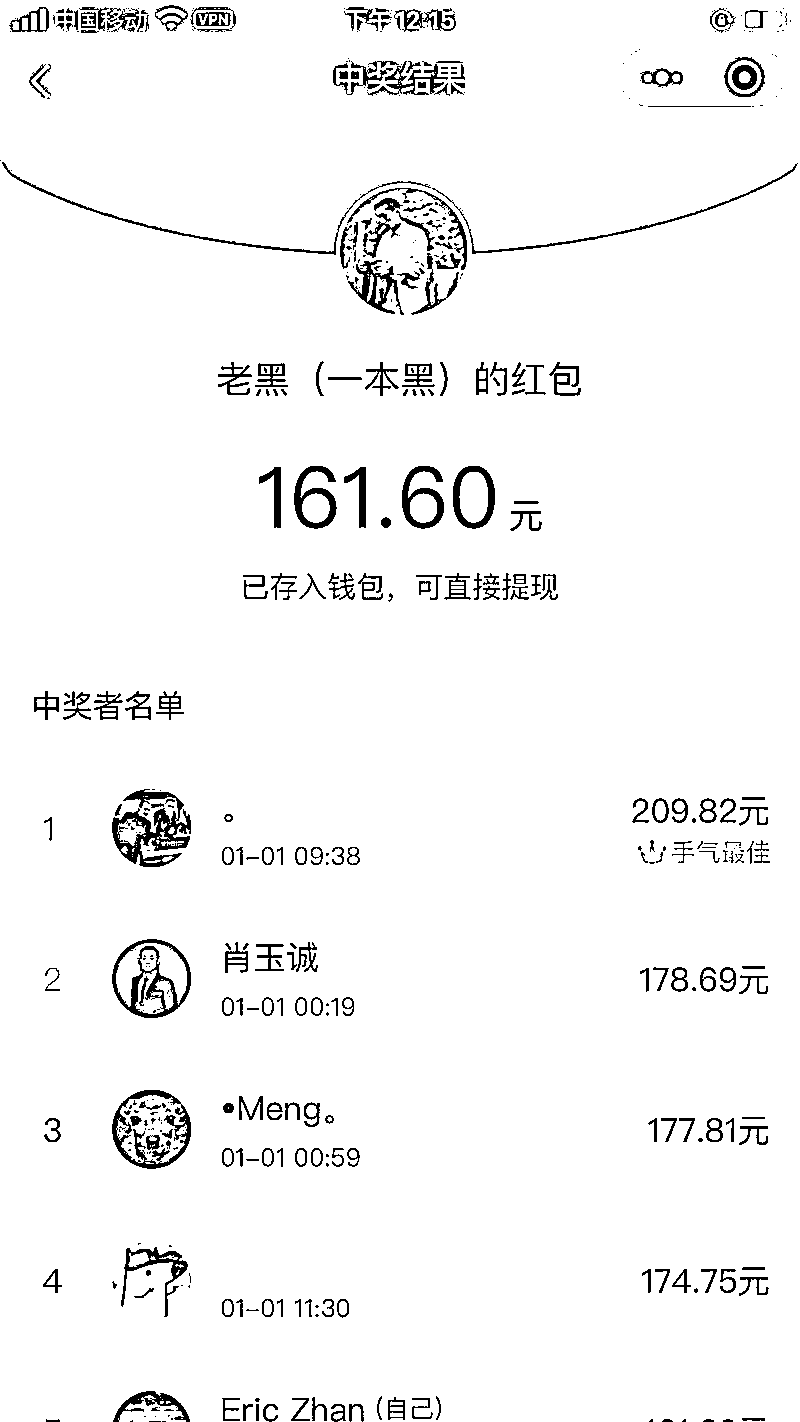 中国移动 VPN 下午12:15
中奖结果
老黑（一本黑）的红包
161.60 元
已存入钱包，可直接提现
中奖者名单
1 。 209.82元
01-01 09:38 手气最佳
2 肖玉诚 178.69元
01-01 00:19
3 •Meng。 177.81元
01-01 00:59
4 174.75元
01-01 11:30
Eric Zhan (自己)